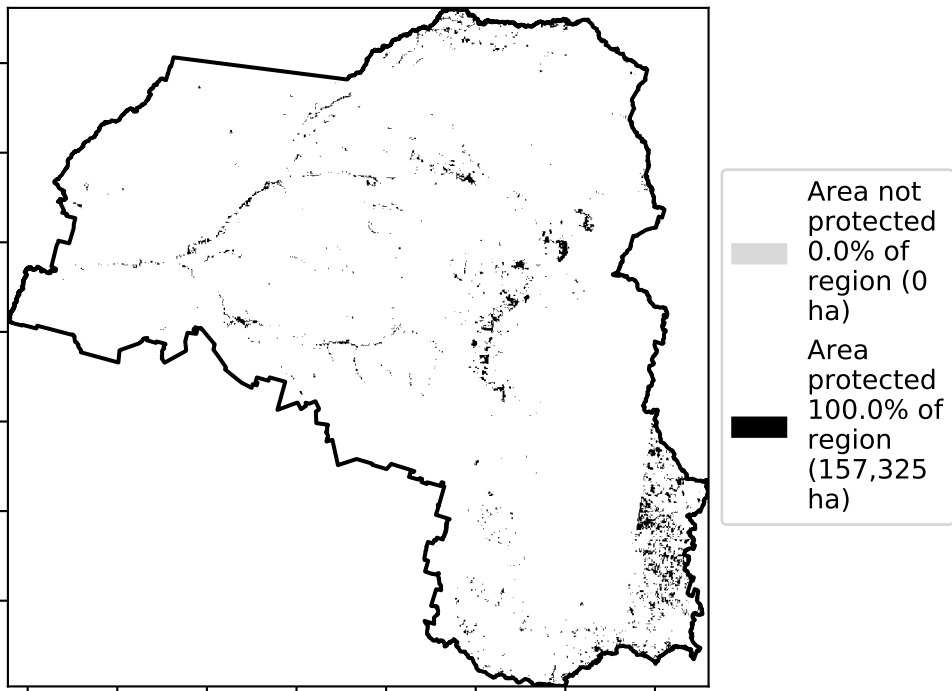 Area not
protected
0.0% of
region (0
ha)
Area
protected
100.0% of
region
(157,325
ha)